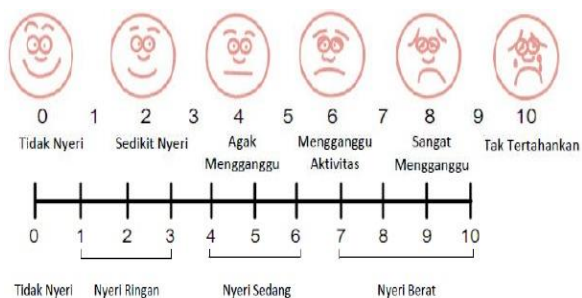 0 1 2 3 4 5 6 7 8 9 10
Tidak Nyeri Sedikit Nyeri Agak Mengganggu Mengganggu Aktivitas Sangat Mengganggu Tak Tertahankan
0 1 2 3 4 5 6 7 8 9 10
Tidak Nyeri Nyeri Ringan Nyeri Sedang Nyeri Berat